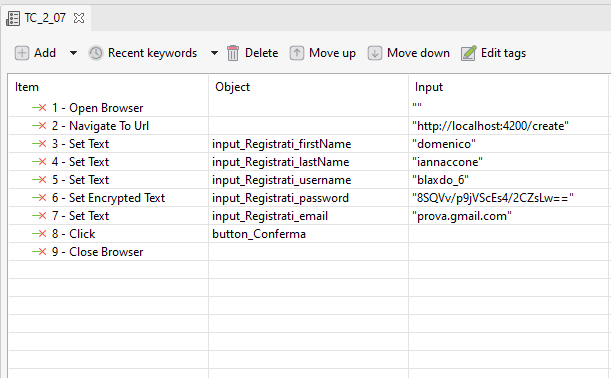 TC_2_07
Add Recent keywords Delete Move up Move down Edit tags
Item Object Input
1 - Open Browser ""
2 - Navigate To Url "http://localhost:4200/create"
3 - Set Text input_Registrati_firstName "domenico"
4 - Set Text input_Registrati_lastName "iannaccone"
5 - Set Text input_Registrati_username "blaxdo_6"
6 - Set Encrypted Text input_Registrati_password "8SQVv/p9jVScEs4/2CZsLw=="
7 - Set Text input_Registrati_email "prova.gmail.com"
8 - Click button_Conferma
9 - Close Browser